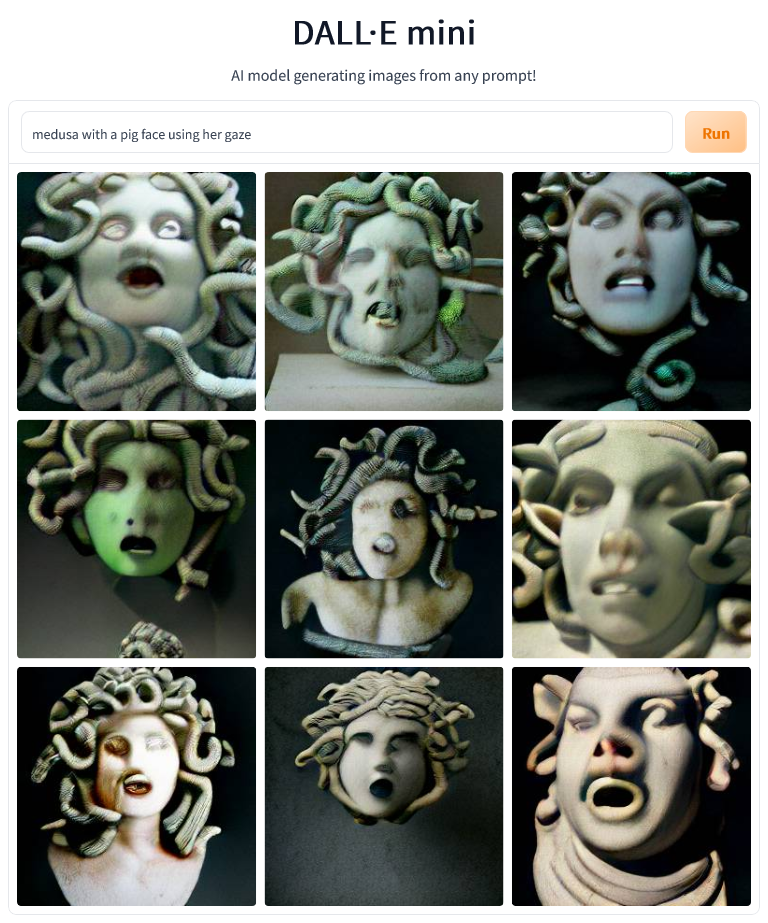 DALL·E mini
AI model generating images from any prompt!
medusa with a pig face using her gaze
Run